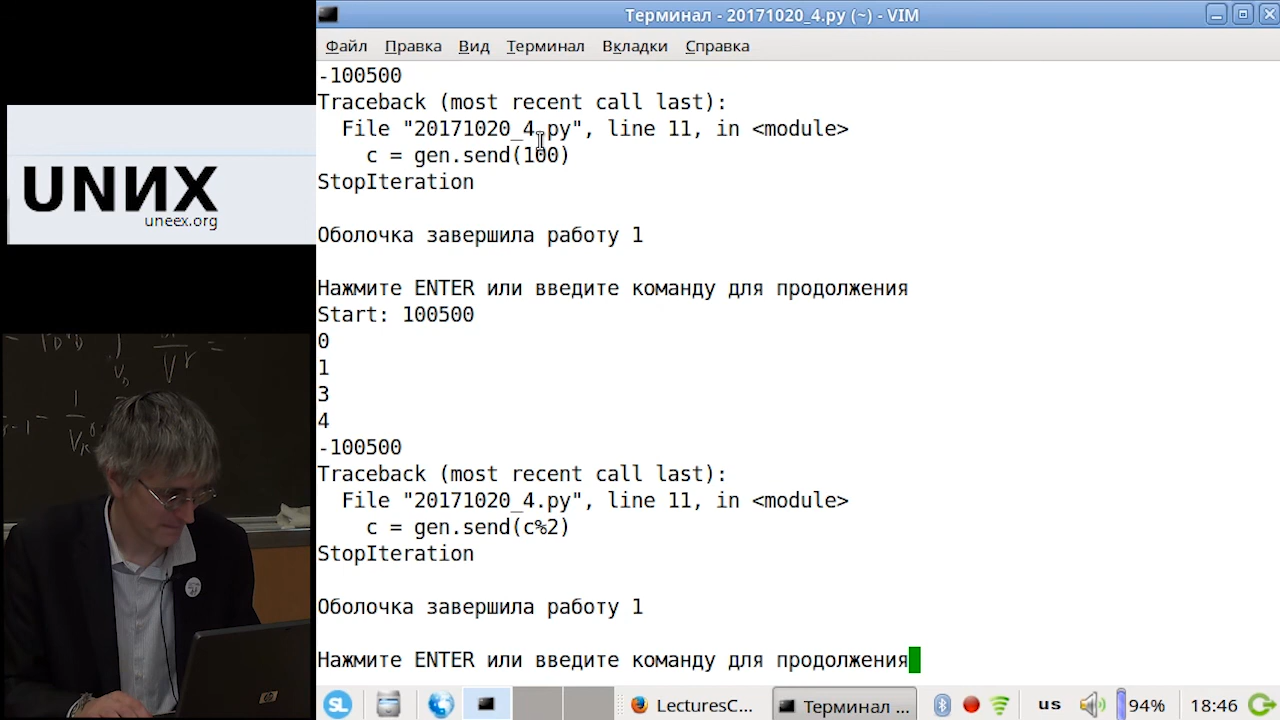 Терминал - 20171020_4.py (~) - VIM
Файл Правка Вид Терминал Вкладки Справка
-100500
Traceback (most recent call last):
  File "20171020_4.py", line 11, in <module>
    c = gen.send(100)
StopIteration
Оболочка завершила работу 1
Нажмите ENTER или введите команду для продолжения
Start: 100500
0
1
3
4
-100500
Traceback (most recent call last):
  File "20171020_4.py", line 11, in <module>
    c = gen.send(c%2)
StopIteration
Оболочка завершила работу 1
Нажмите ENTER или введите команду для продолжения
UNИX
uneex.org
hp
SL
LecturesC...
Терминал ...
us
94%
18:46